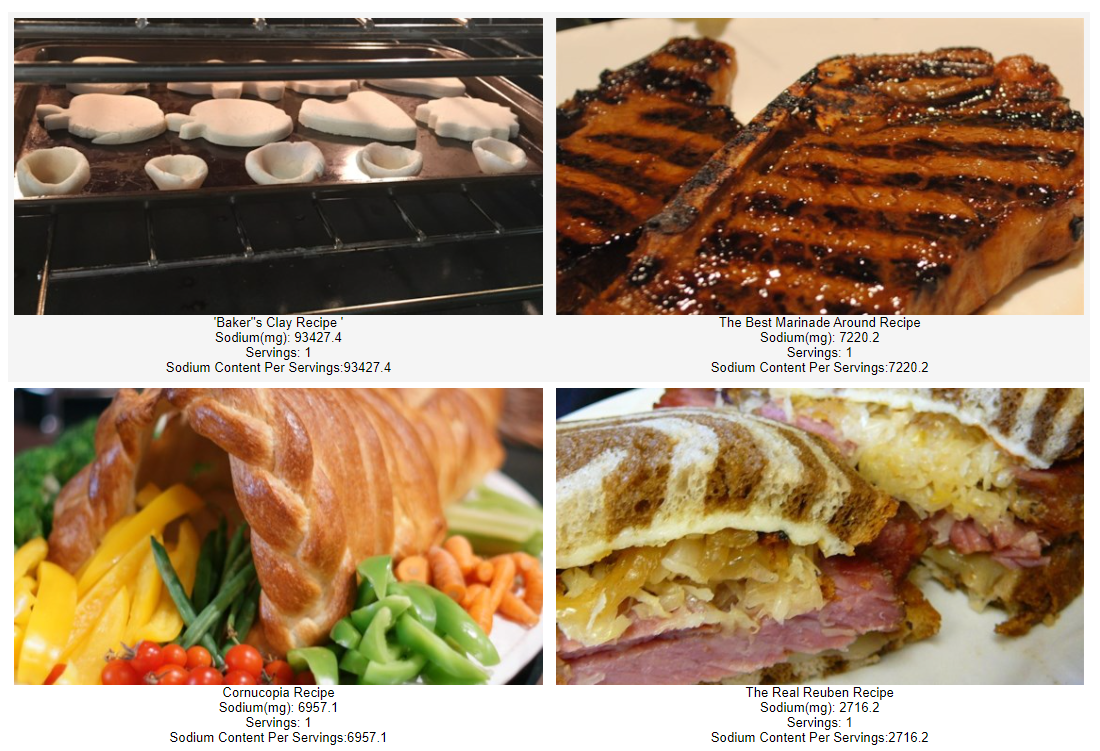 'Baker"s Clay Recipe '
Sodium(mg): 93427.4
Servings: 1
Sodium Content Per Servings:93427.4
The Best Marinade Around Recipe
Sodium(mg): 7220.2
Servings: 1
Sodium Content Per Servings:7220.2
Cornucopia Recipe
Sodium(mg): 6957.1
Servings: 1
Sodium Content Per Servings:6957.1
The Real Reuben Recipe
Sodium(mg): 2716.2
Servings: 1
Sodium Content Per Servings:2716.2